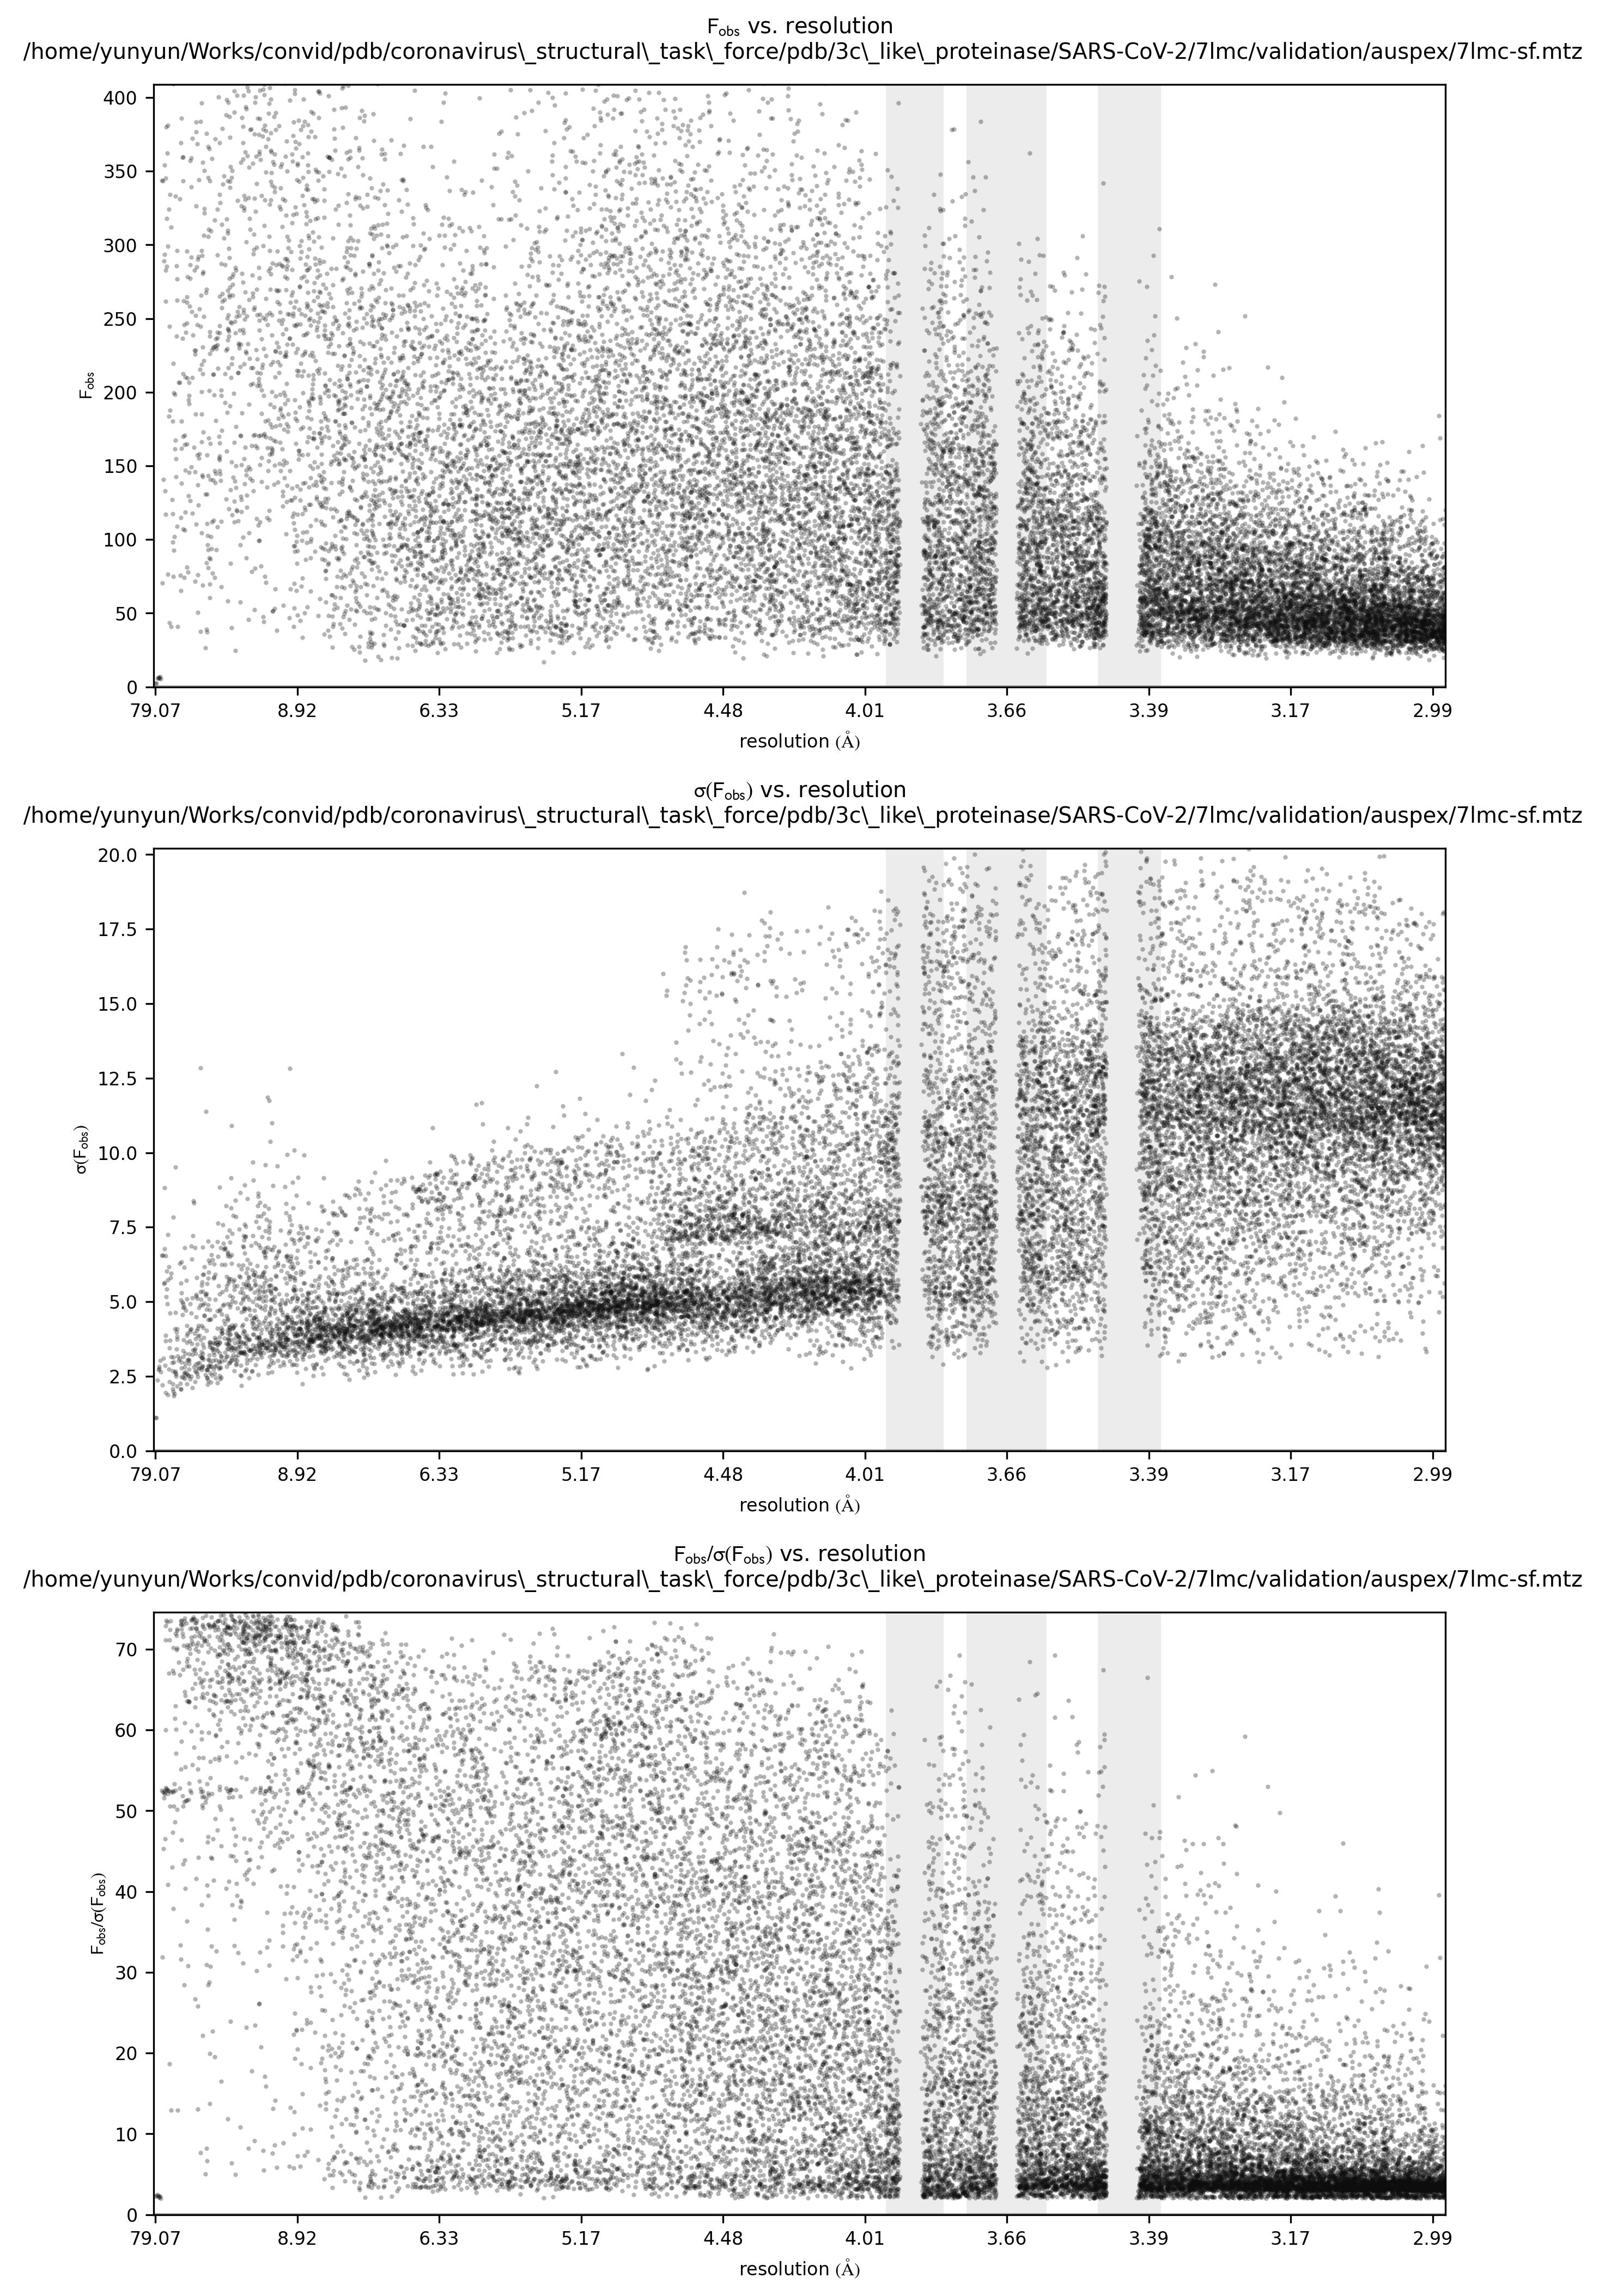 Fobs vs. resolution
/home/yunyun/Works/convid/pdb/coronavirus\_structural\_task\_force/pdb/3c\_like\_proteinase/SARS-CoV-2/7lmc/validation/auspex/7lmc-sf.mtz
400
350
300
250
200
150
100
50
0
Fobs
79.07 8.92 6.33 5.17 4.48 4.01 3.66 3.39 3.17 2.99
resolution (Å)
σ(Fobs) vs. resolution
/home/yunyun/Works/convid/pdb/coronavirus\_structural\_task\_force/pdb/3c\_like\_proteinase/SARS-CoV-2/7lmc/validation/auspex/7lmc-sf.mtz
20.0
17.5
15.0
12.5
10.0
7.5
5.0
2.5
0.0
σ(Fobs)
79.07 8.92 6.33 5.17 4.48 4.01 3.66 3.39 3.17 2.99
resolution (Å)
Fobs/σ(Fobs) vs. resolution
/home/yunyun/Works/convid/pdb/coronavirus\_structural\_task\_force/pdb/3c\_like\_proteinase/SARS-CoV-2/7lmc/validation/auspex/7lmc-sf.mtz
70
60
50
40
30
20
10
0
Fobs/σ(Fobs)
79.07 8.92 6.33 5.17 4.48 4.01 3.66 3.39 3.17 2.99
resolution (Å)